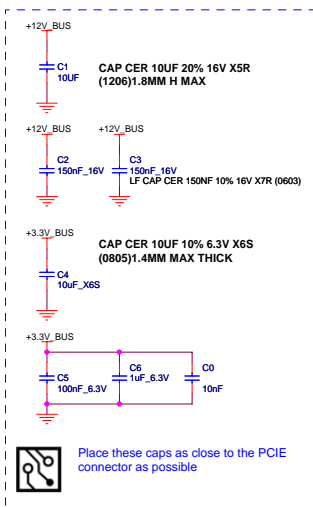 +12V_BUS
C1
10UF
CAP CER 10UF 20% 16V X5R
(1206)1.8MM H MAX
+12V_BUS
+12V_BUS
C2
150nF_16V
C3
150nF_16V
LF CAP CER 150NF 10% 16V X7R (0603)
+3.3V_BUS
C4
10uF_X6S
CAP CER 10UF 10% 6.3V X6S
(0805)1.4MM MAX THICK
+3.3V_BUS
C5
100nF_6.3V
C6
1uF_6.3V
C0
10nF
Place these caps as close to the PCIE
connector as possible